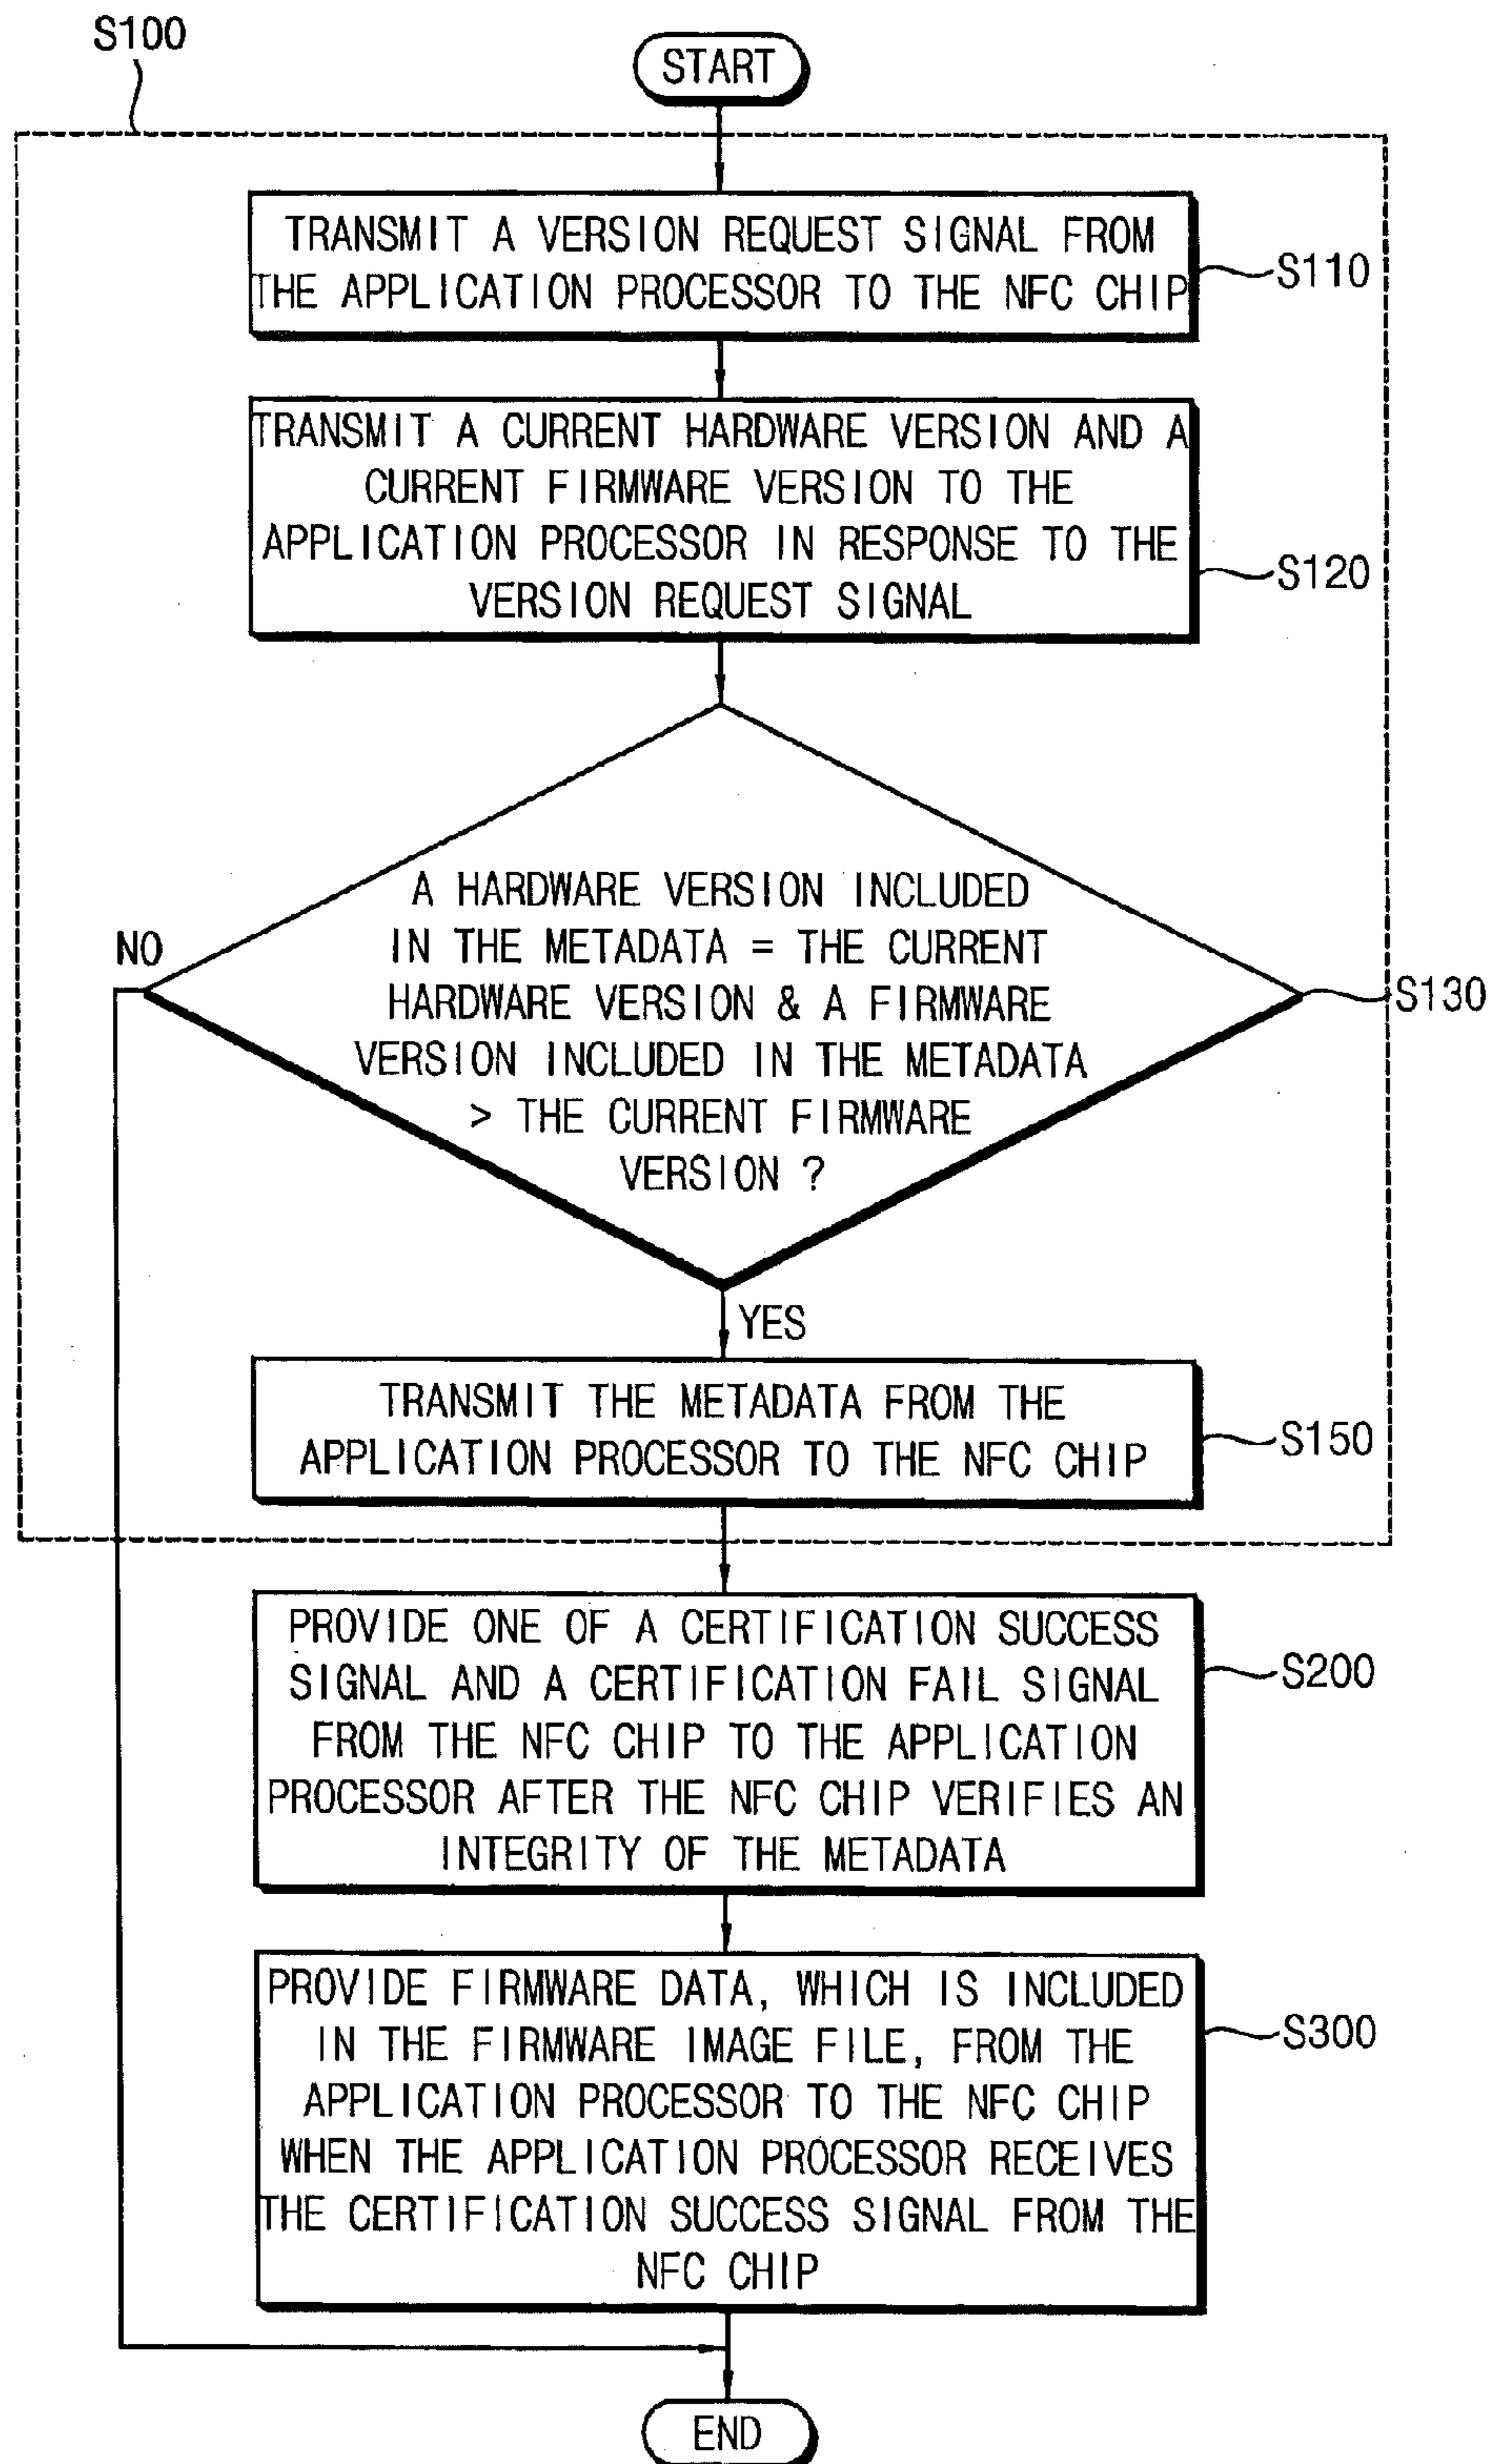 S100
START
TRANSMIT A VERSION REQUEST SIGNAL FROM
THE APPLICATION PROCESSOR TO THE NFC CHIP
S110
TRANSMIT A CURRENT HARDWARE VERSION AND A
CURRENT FIRMWARE VERSION TO THE
APPLICATION PROCESSOR IN RESPONSE TO THE
VERSION REQUEST SIGNAL
S120
A HARDWARE VERSION INCLUDED
IN THE METADATA = THE CURRENT
HARDWARE VERSION & A FIRMWARE
VERSION INCLUDED IN THE METADATA
> THE CURRENT FIRMWARE
VERSION ?
NO
S130
YES
TRANSMIT THE METADATA FROM THE
APPLICATION PROCESSOR TO THE NFC CHIP
S150
PROVIDE ONE OF A CERTIFICATION SUCCESS
SIGNAL AND A CERTIFICATION FAIL SIGNAL
FROM THE NFC CHIP TO THE APPLICATION
PROCESSOR AFTER THE NFC CHIP VERIFIES AN
INTEGRITY OF THE METADATA
S200
PROVIDE FIRMWARE DATA, WHICH IS INCLUDED
IN THE FIRMWARE IMAGE FILE, FROM THE
APPLICATION PROCESSOR TO THE NFC CHIP
WHEN THE APPLICATION PROCESSOR RECEIVES
THE CERTIFICATION SUCCESS SIGNAL FROM THE
NFC CHIP
S300
END